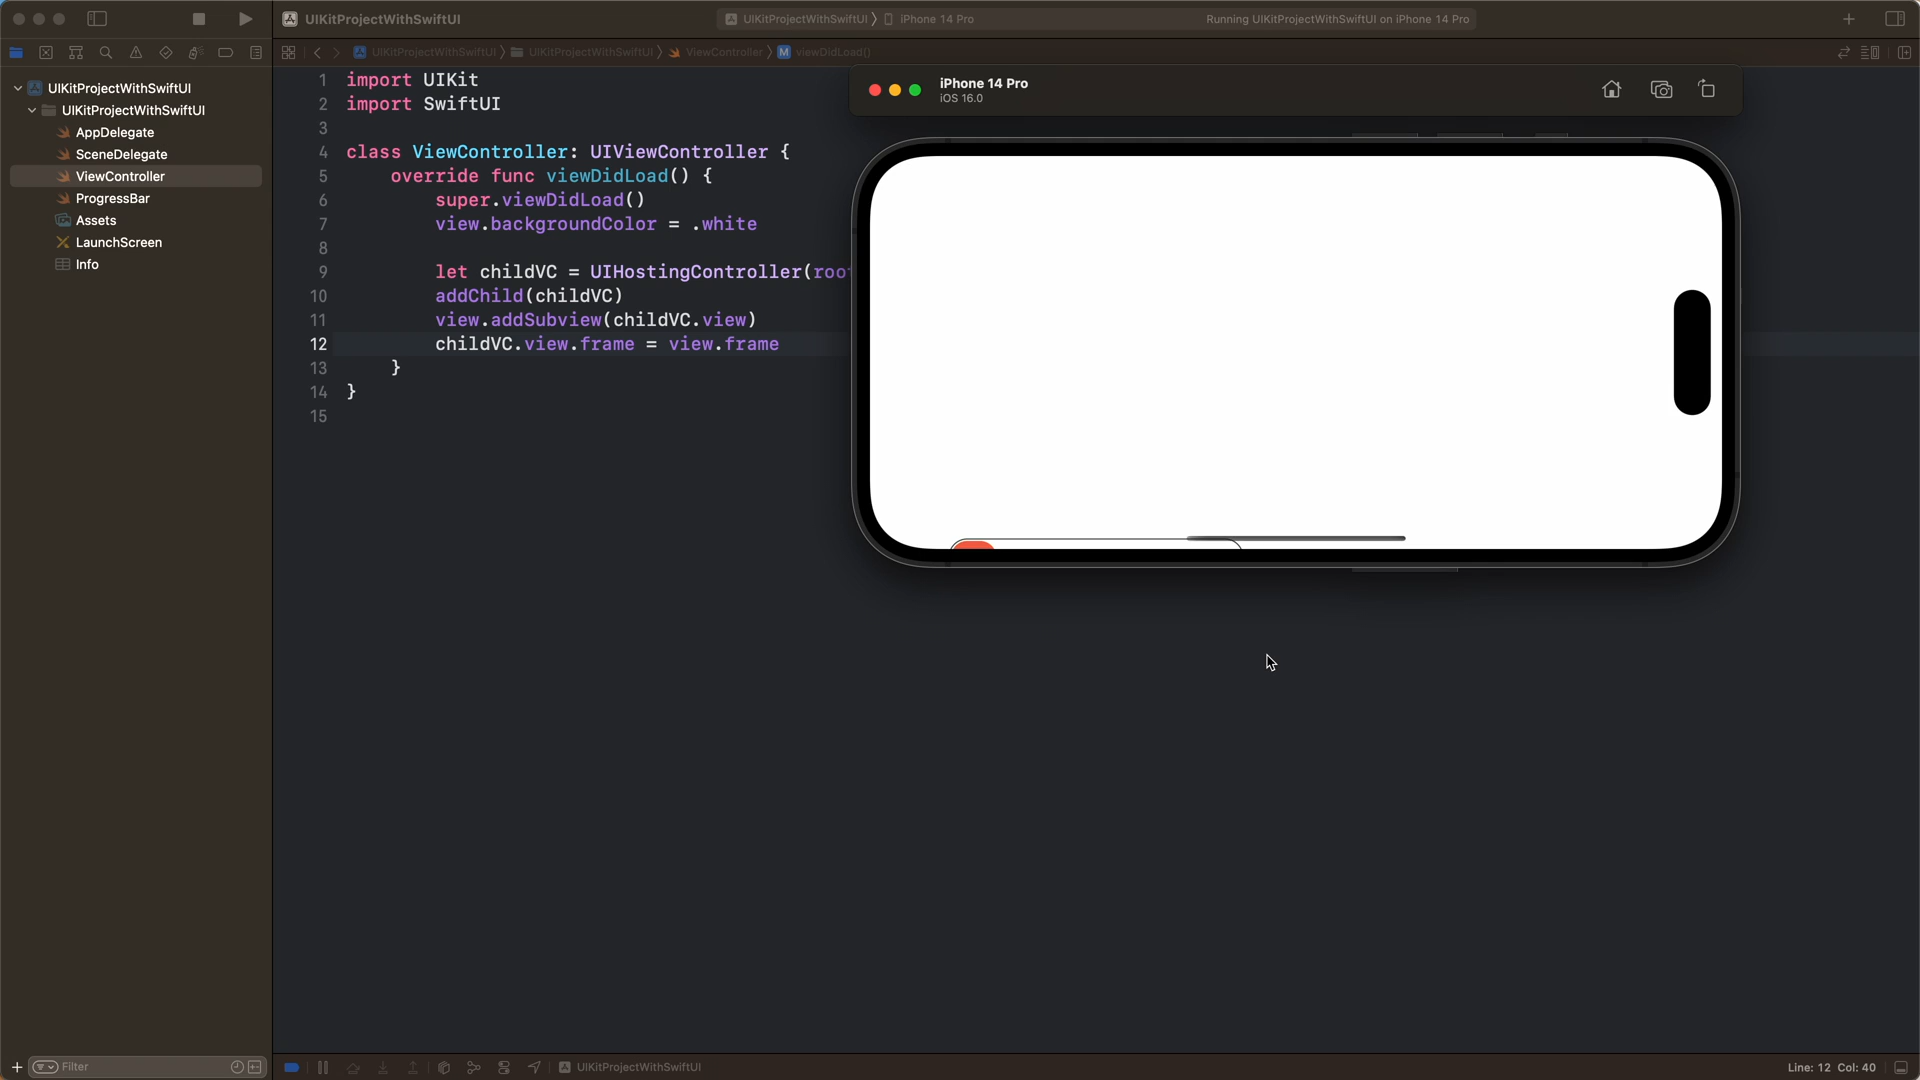 UIKitProjectWithSwiftUI
UIKitProjectWithSwiftUI
iPhone 14 Pro
Running UIKitProjectWithSwiftUI on iPhone 14 Pro
UIKitProjectWithSwiftUI
UIKitProjectWithSwiftUI
ViewController
M
viewDidLoad()
UIKitProjectWithSwiftUI
UIKitProjectWithSwiftUI
AppDelegate
SceneDelegate
ViewController
ProgressBar
Assets
LaunchScreen
Info
1 import UIKit
2 import SwiftUI
3
4 class ViewController: UIViewController {
5 override func viewDidLoad() {
6 super.viewDidLoad()
7 view.backgroundColor = .white
8
9 let childVC = UIHostingController(roo
10 addChild(childVC)
11 view.addSubview(childVC.view)
12 childVC.view.frame = view.frame
13 }
14 }
15
iPhone 14 Pro
iOS 16.0
Filter
UIKitProjectWithSwiftUI
Line: 12 Col: 40